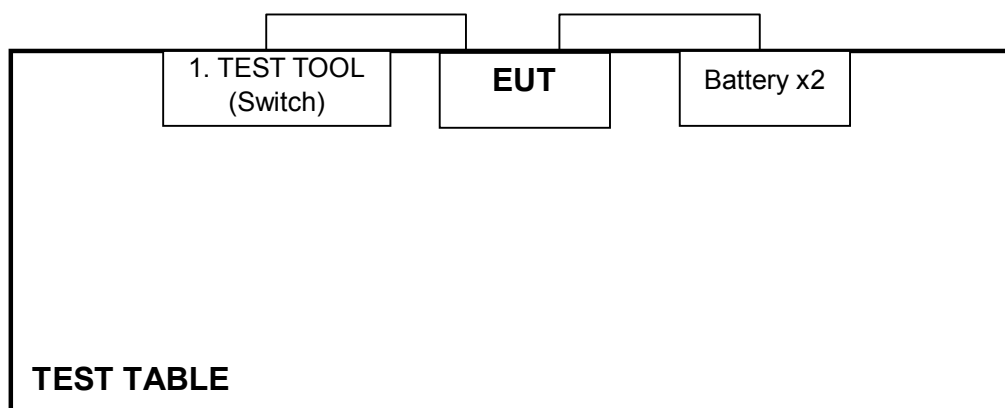 1. TEST TOOL
(Switch)
EUT
Battery x2
TEST TABLE